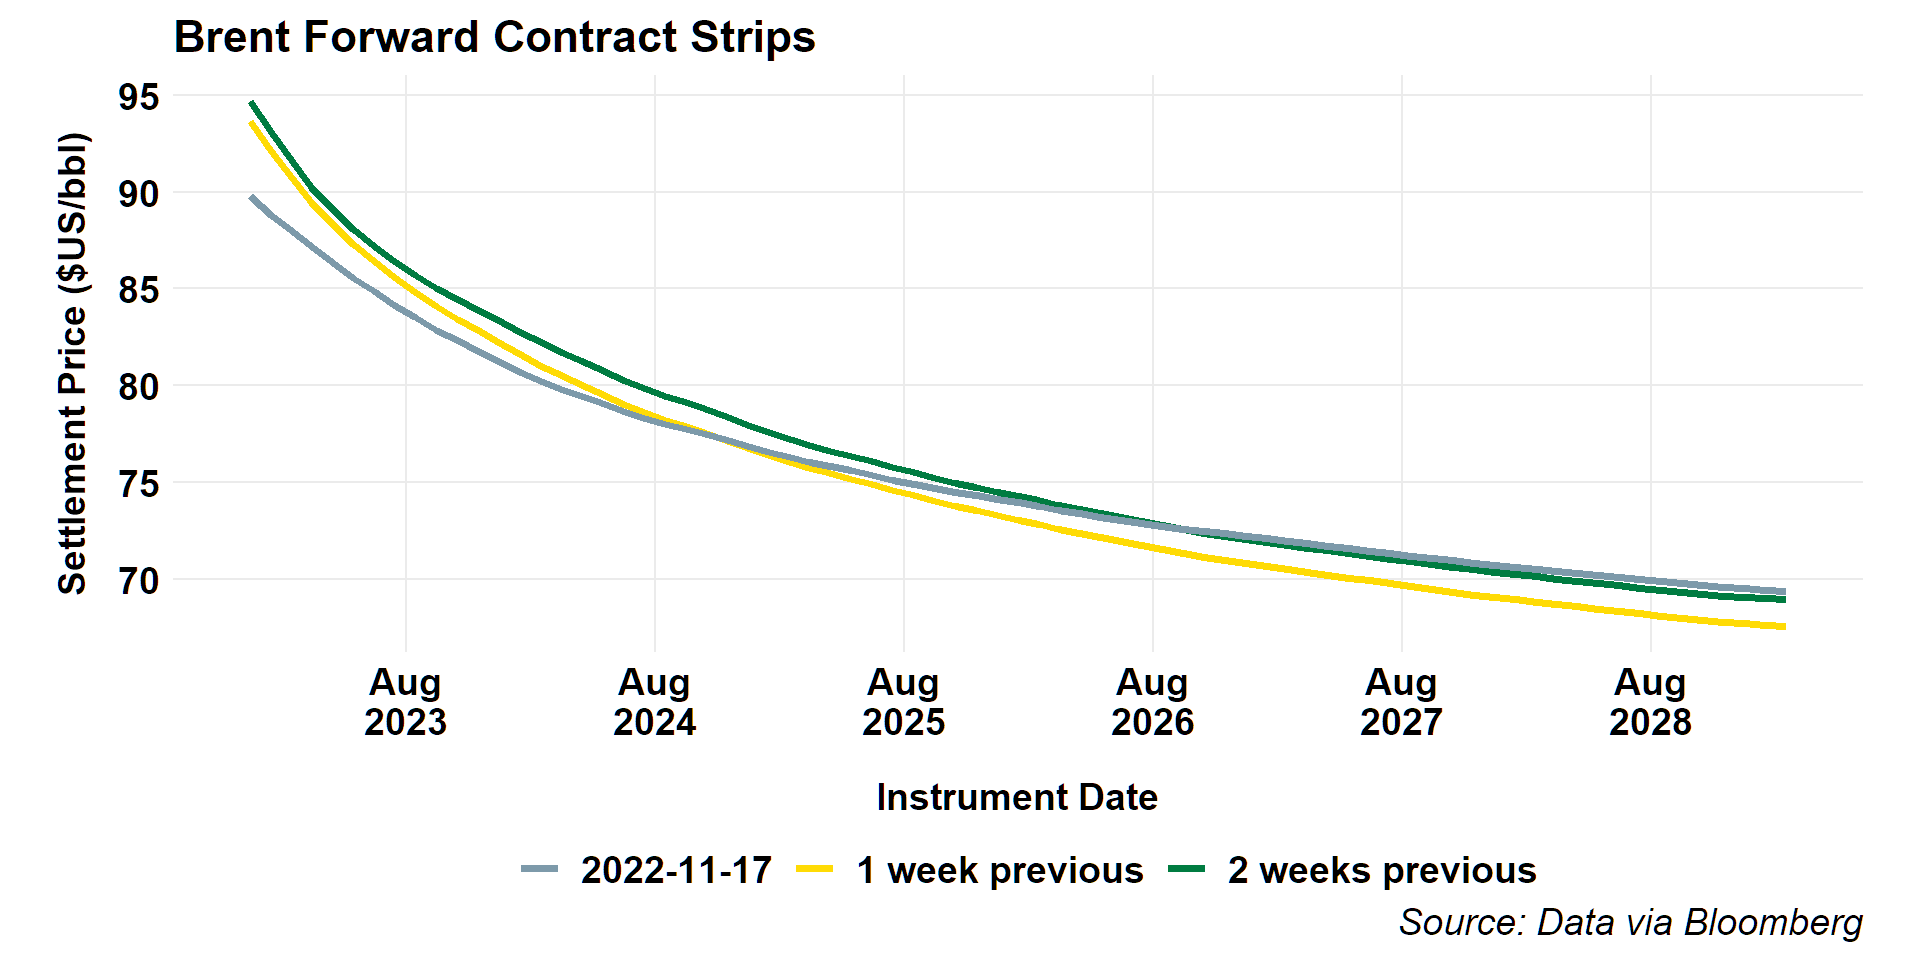 Brent Forward Contract Strips
Settlement Price ($US/bbl)
95
90
85
80
75
70
Aug 2023
Aug 2024
Aug 2025
Aug 2026
Aug 2027
Aug 2028
Instrument Date
2022-11-17 1 week previous 2 weeks previous
Source: Data via Bloomberg